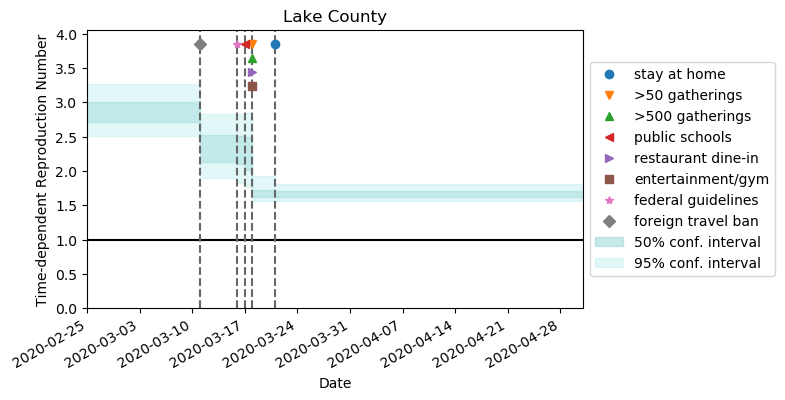 Lake County
Time-dependent Reproduction Number
4.0
3.5
3.0
2.5
2.0
1.5
1.0
0.5
0.0
2020-02-25
2020-03-03
2020-03-10
2020-03-17
2020-03-24
2020-03-31
2020-04-07
2020-04-14
2020-04-21
2020-04-28
Date
stay at home
>50 gatherings
>500 gatherings
public schools
restaurant dine-in
entertainment/gym
federal guidelines
foreign travel ban
50% conf. interval
95% conf. interval